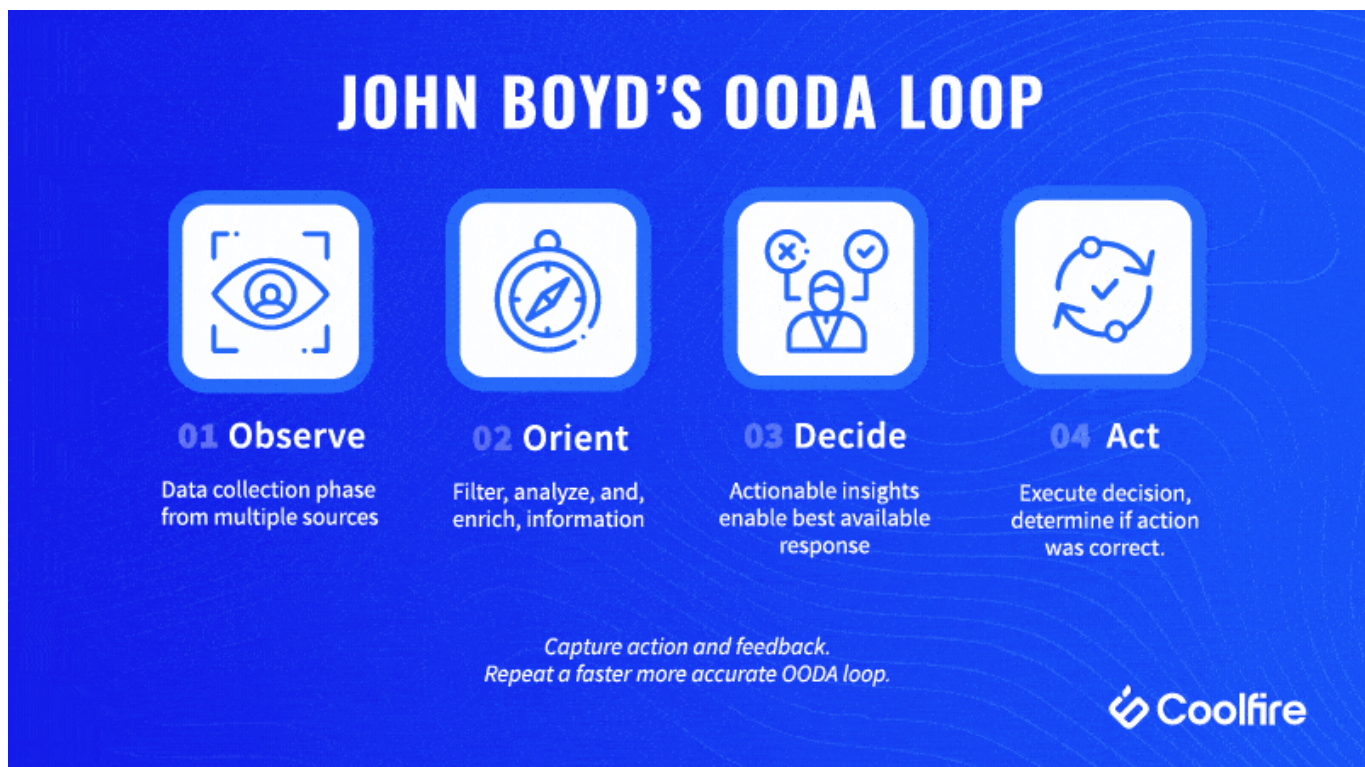 JOHN BOYD’S OODA LOOP
01 Observe
Data collection phase
from multiple sources
02 Orient
Filter, analyze, and,
enrich, information
03 Decide
Actionable insights
enable best available
response
04 Act
Execute decision,
determine if action
was correct.
Capture action and feedback.
Repeat a faster more accurate OODA loop.
Coolfire